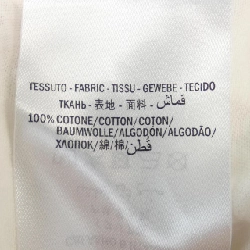 TESSUTO - FABRIC - TISSU - GEWEBE - TECIDO
ТКАНЬ - 表地 - 面料 - قماش
100% COTONE/COTTON/COTON/
BAUMWOLLE/ALGODÓN/ALGODÃO/
ХЛОПОК/綿/棉/قطن